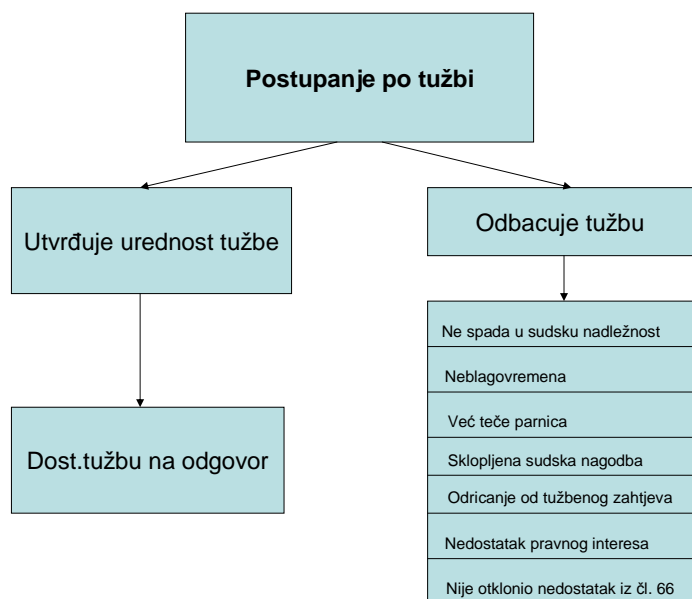 Postupanje po tužbi
Utvrđuje urednost tužbe
Odbacuje tužbu
Dost.tužbu na odgovor
Ne spada u sudsku nadležnost
Neblagovremena
Već teče parnica
Sklopljena sudska nagodba
Odricanje od tužbenog zahtjeva
Nedostatak pravnog interesa
Nije otklonio nedostatak iz čl. 66